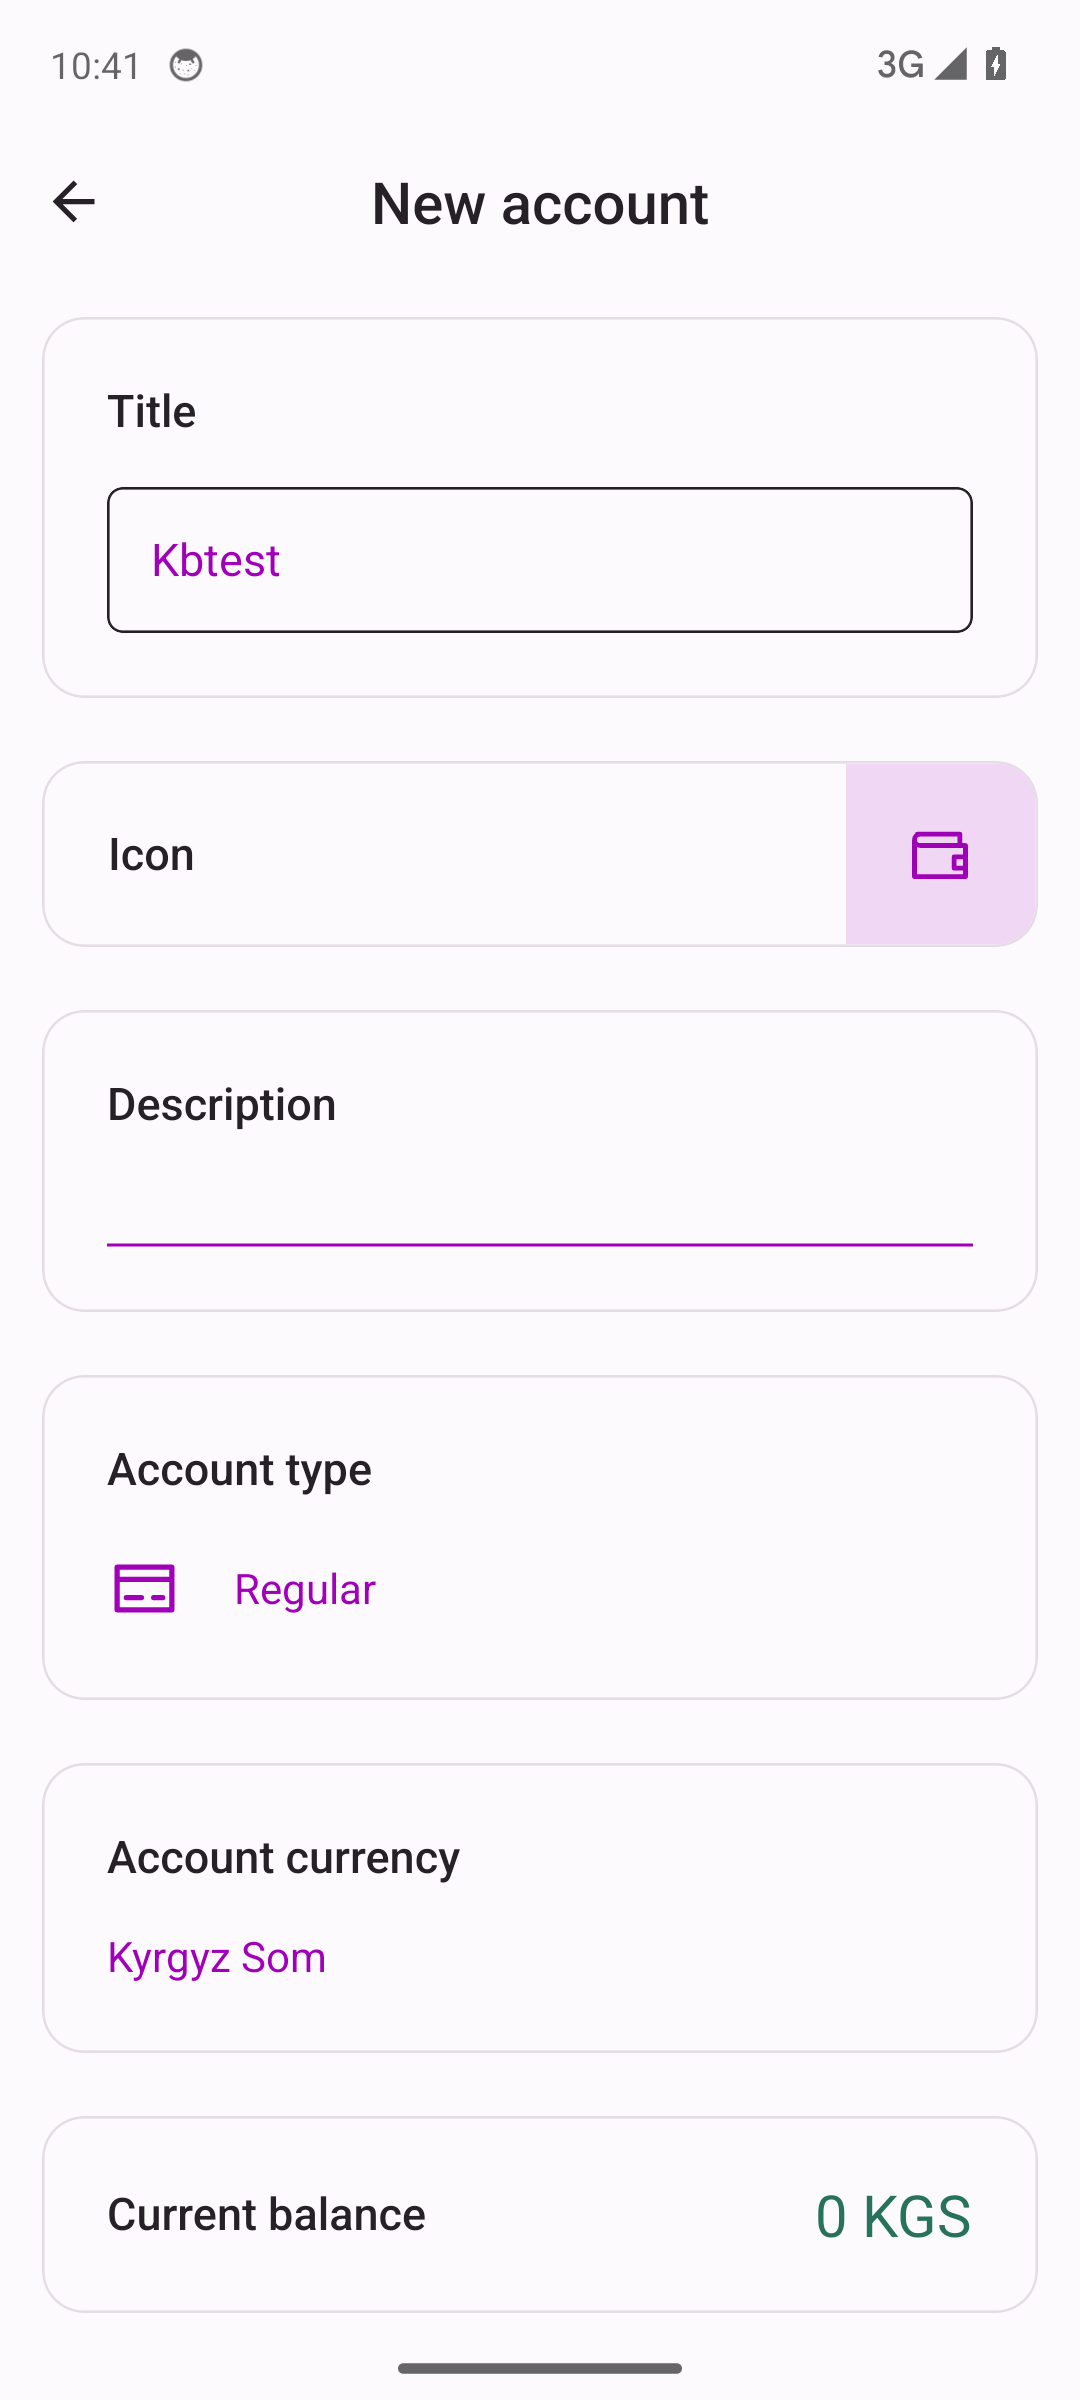 10:41
3G
New account
Title
Kbtest
Icon
Description
Account type
Regular
Account currency
Kyrgyz Som
Current balance
0 KGS